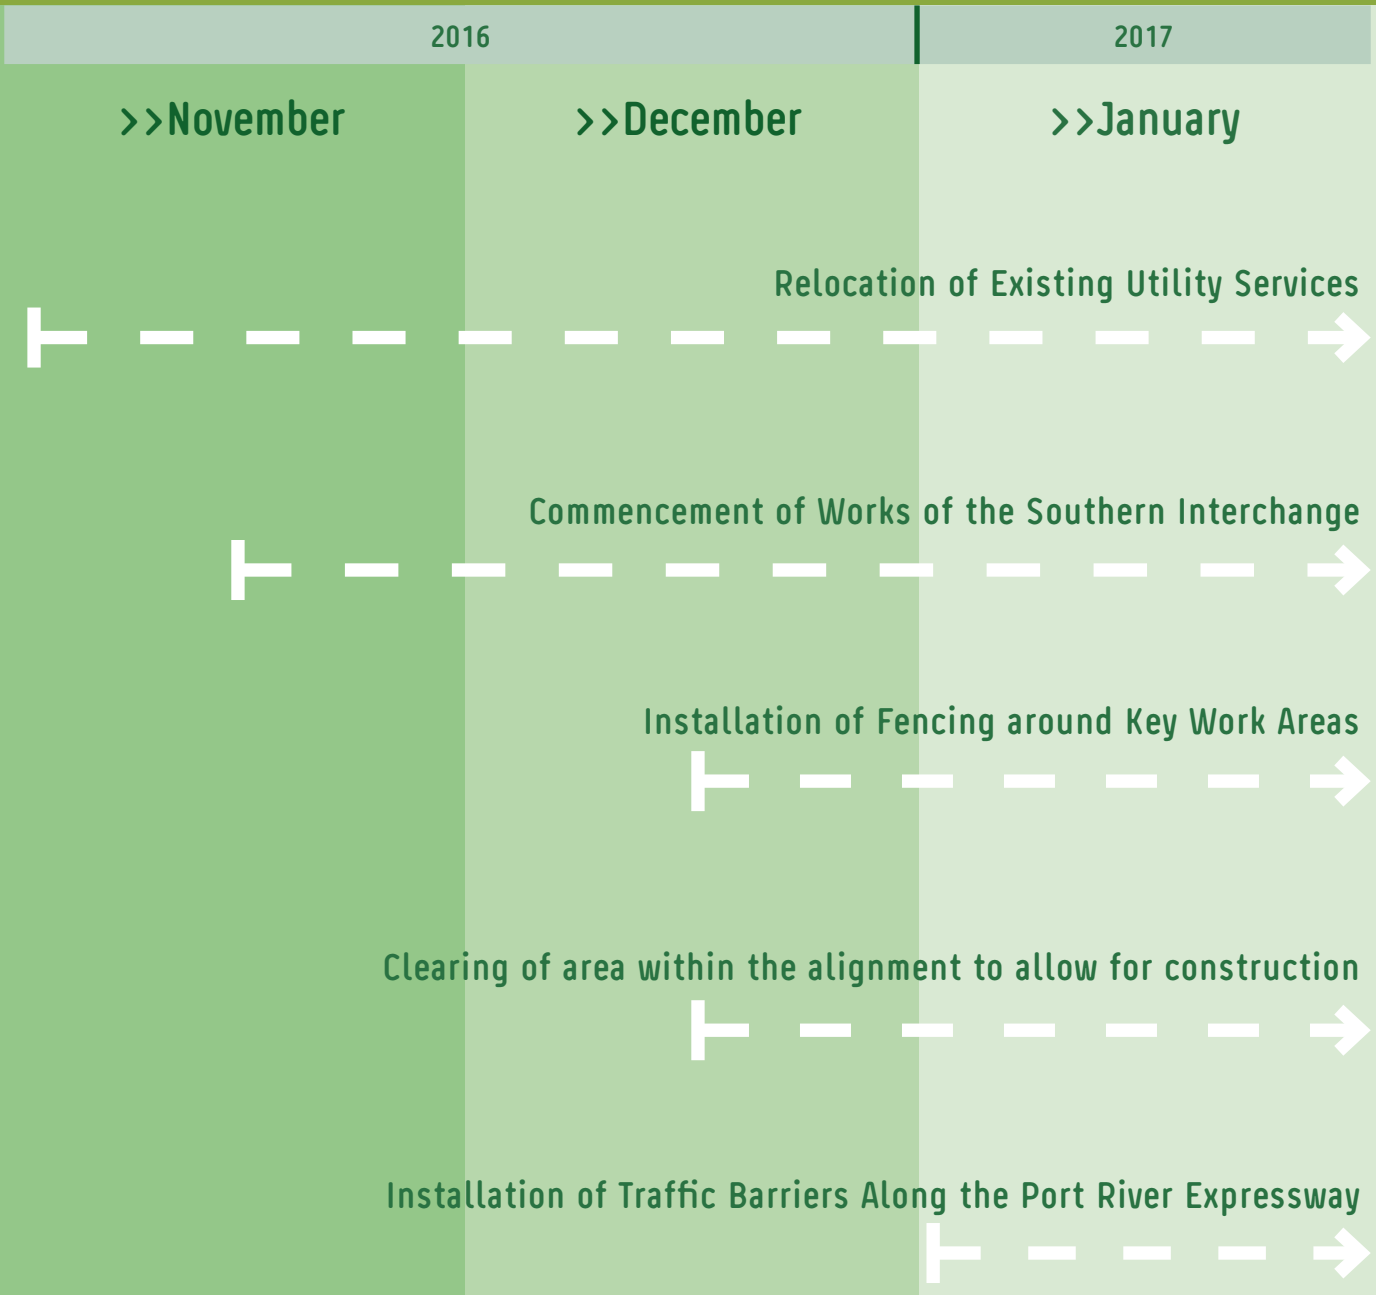 2016
2017
>>November
>>December
>>January
Relocation of Existing Utility Services
Commencement of Works of the Southern Interchange
Installation of Fencing around Key Work Areas
Clearing of area within the alignment to allow for construction
Installation of Traffic Barriers Along the Port River Expressway